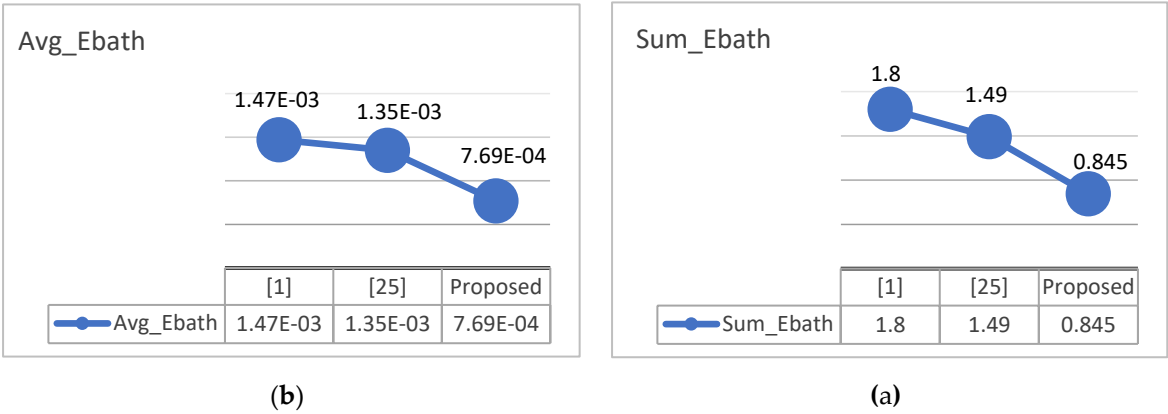 Avg_Ebath
1.47E-03
1.35E-03
7.69E-04
[1] [25] Proposed
Avg_Ebath 1.47E-03 1.35E-03 7.69E-04
(b)
Sum_Ebath
1.8
1.49
0.845
[1] [25] Proposed
Sum_Ebath 1.8 1.49 0.845
(a)